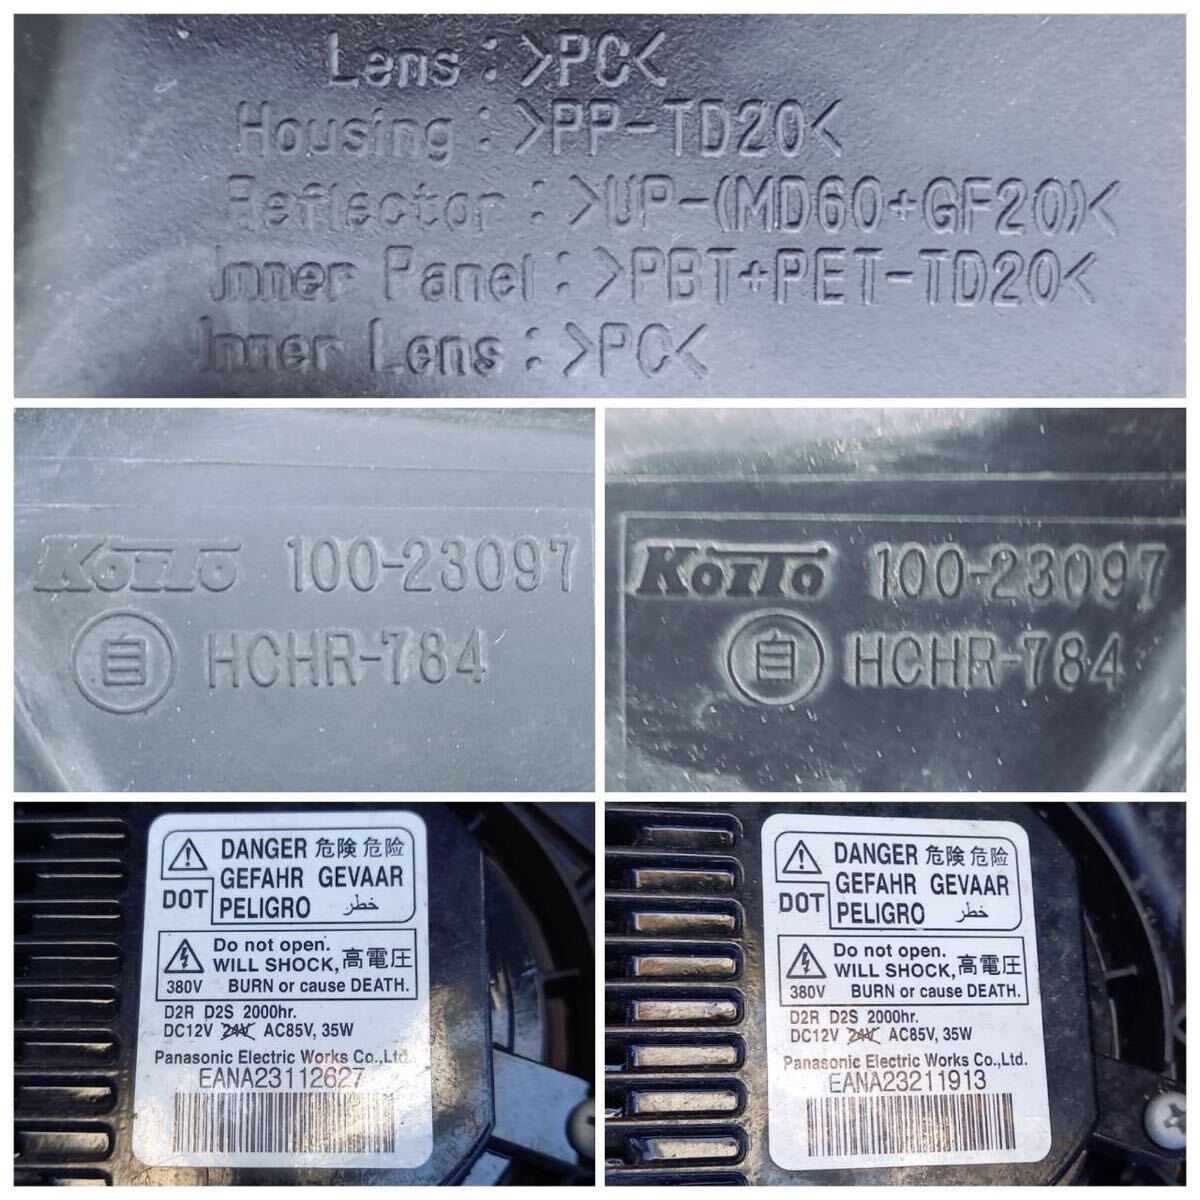 Lens : >PC<
Housing : >PP-TD20<
Reflector : >UP-(MD60+GF20)<
Inner Panel : >PBT+PET-TD20<
Inner Lens : >PC<
KOITO 100-23097
自 HCHR-784
KOITO 100-23097
自 HCHR-784
DANGER 危険 危险
GEFAHR GEVAAR
DOT
PELIGRO خطر
Do not open.
WILL SHOCK, 高電圧
380V BURN or cause DEATH.
D2R D2S 2000hr.
DC12V 24V AC85V, 35W
Panasonic Electric Works Co.,Ltd.
EANA23112627
DANGER 危険 危险
GEFAHR GEVAAR
DOT
PELIGRO خطر
Do not open.
WILL SHOCK, 高電圧
380V BURN or cause DEATH.
D2R D2S 2000hr.
DC12V 24V AC85V, 35W
Panasonic Electric Works Co.,Ltd.
EANA23211913